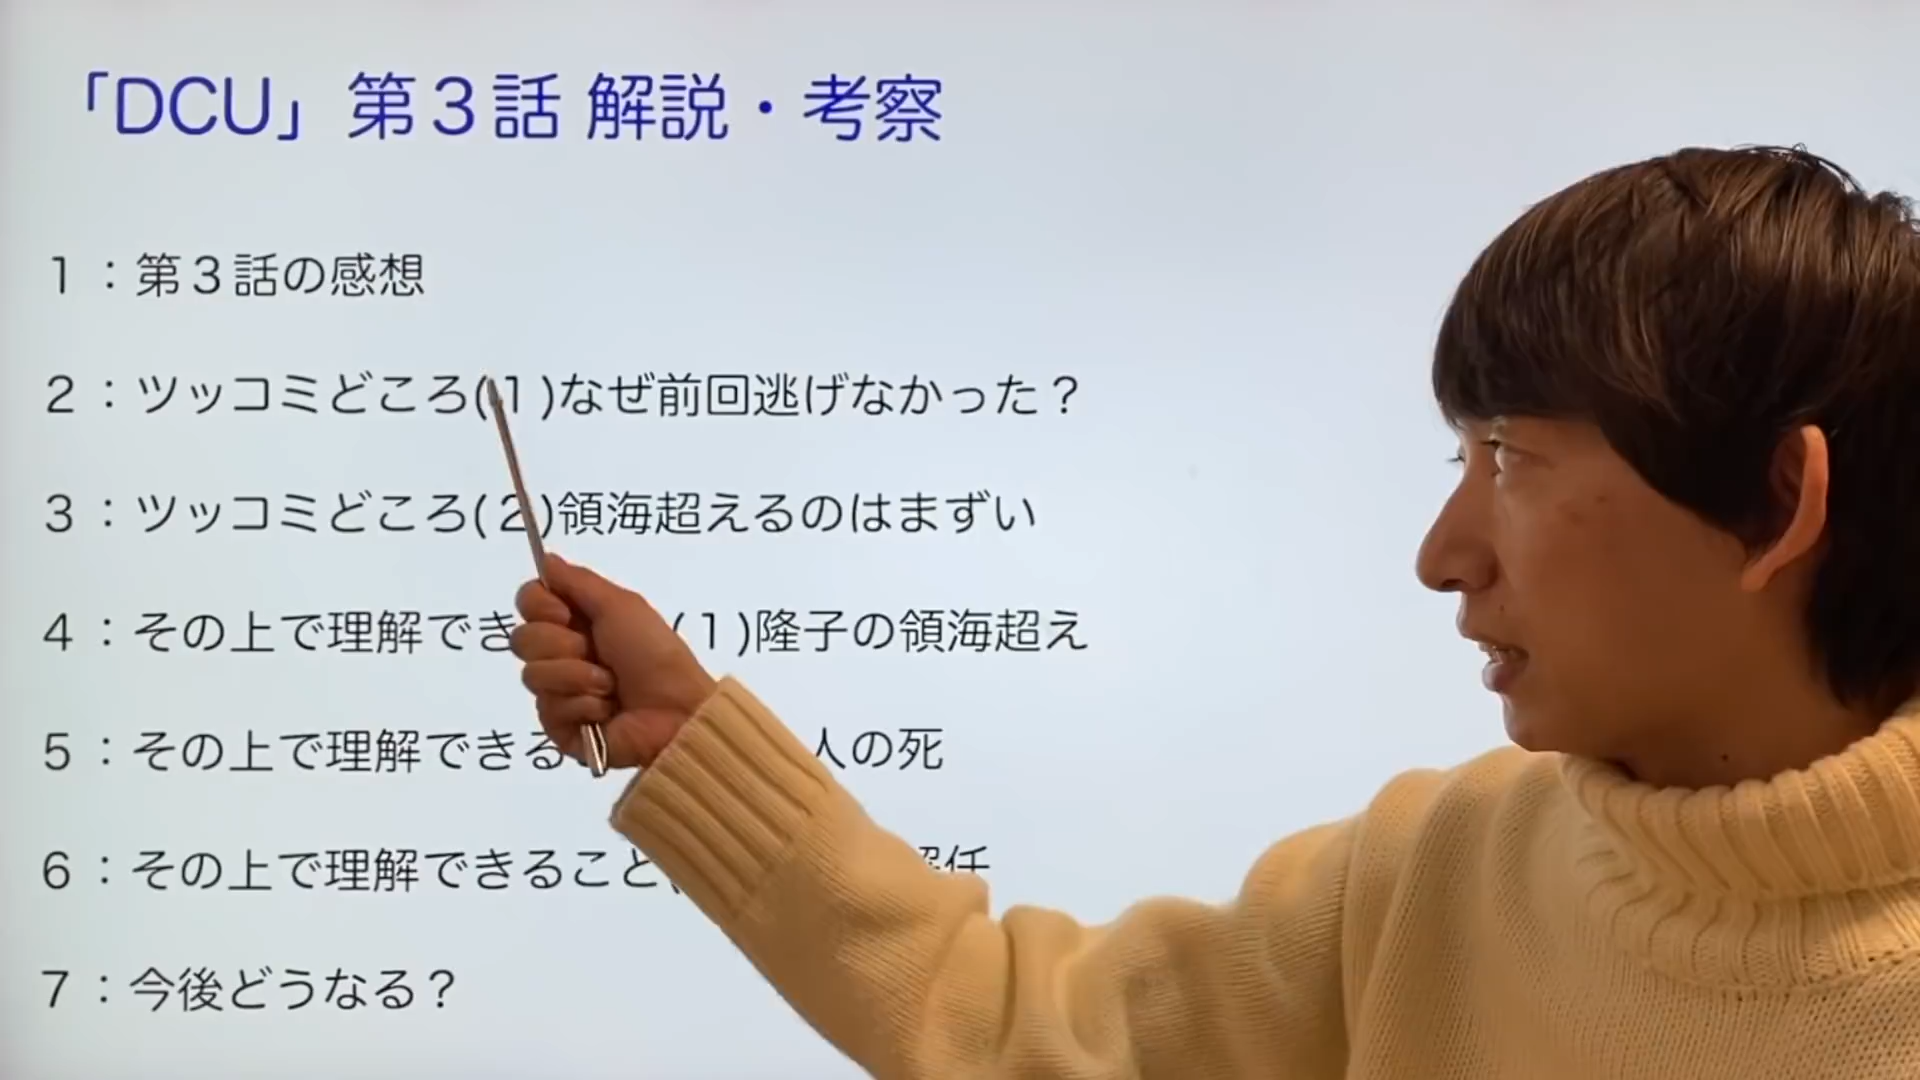 「DCU」第３話 解説・考察
１：第３話の感想
２：ツッコミどころ(１)なぜ前回逃げなかった？
３：ツッコミどころ(２)領海超えるのはまずい
４：その上で理解でき (１)隆子の領海超え
５：その上で理解できる 人の死
６：その上で理解できること( 解任
７：今後どうなる？